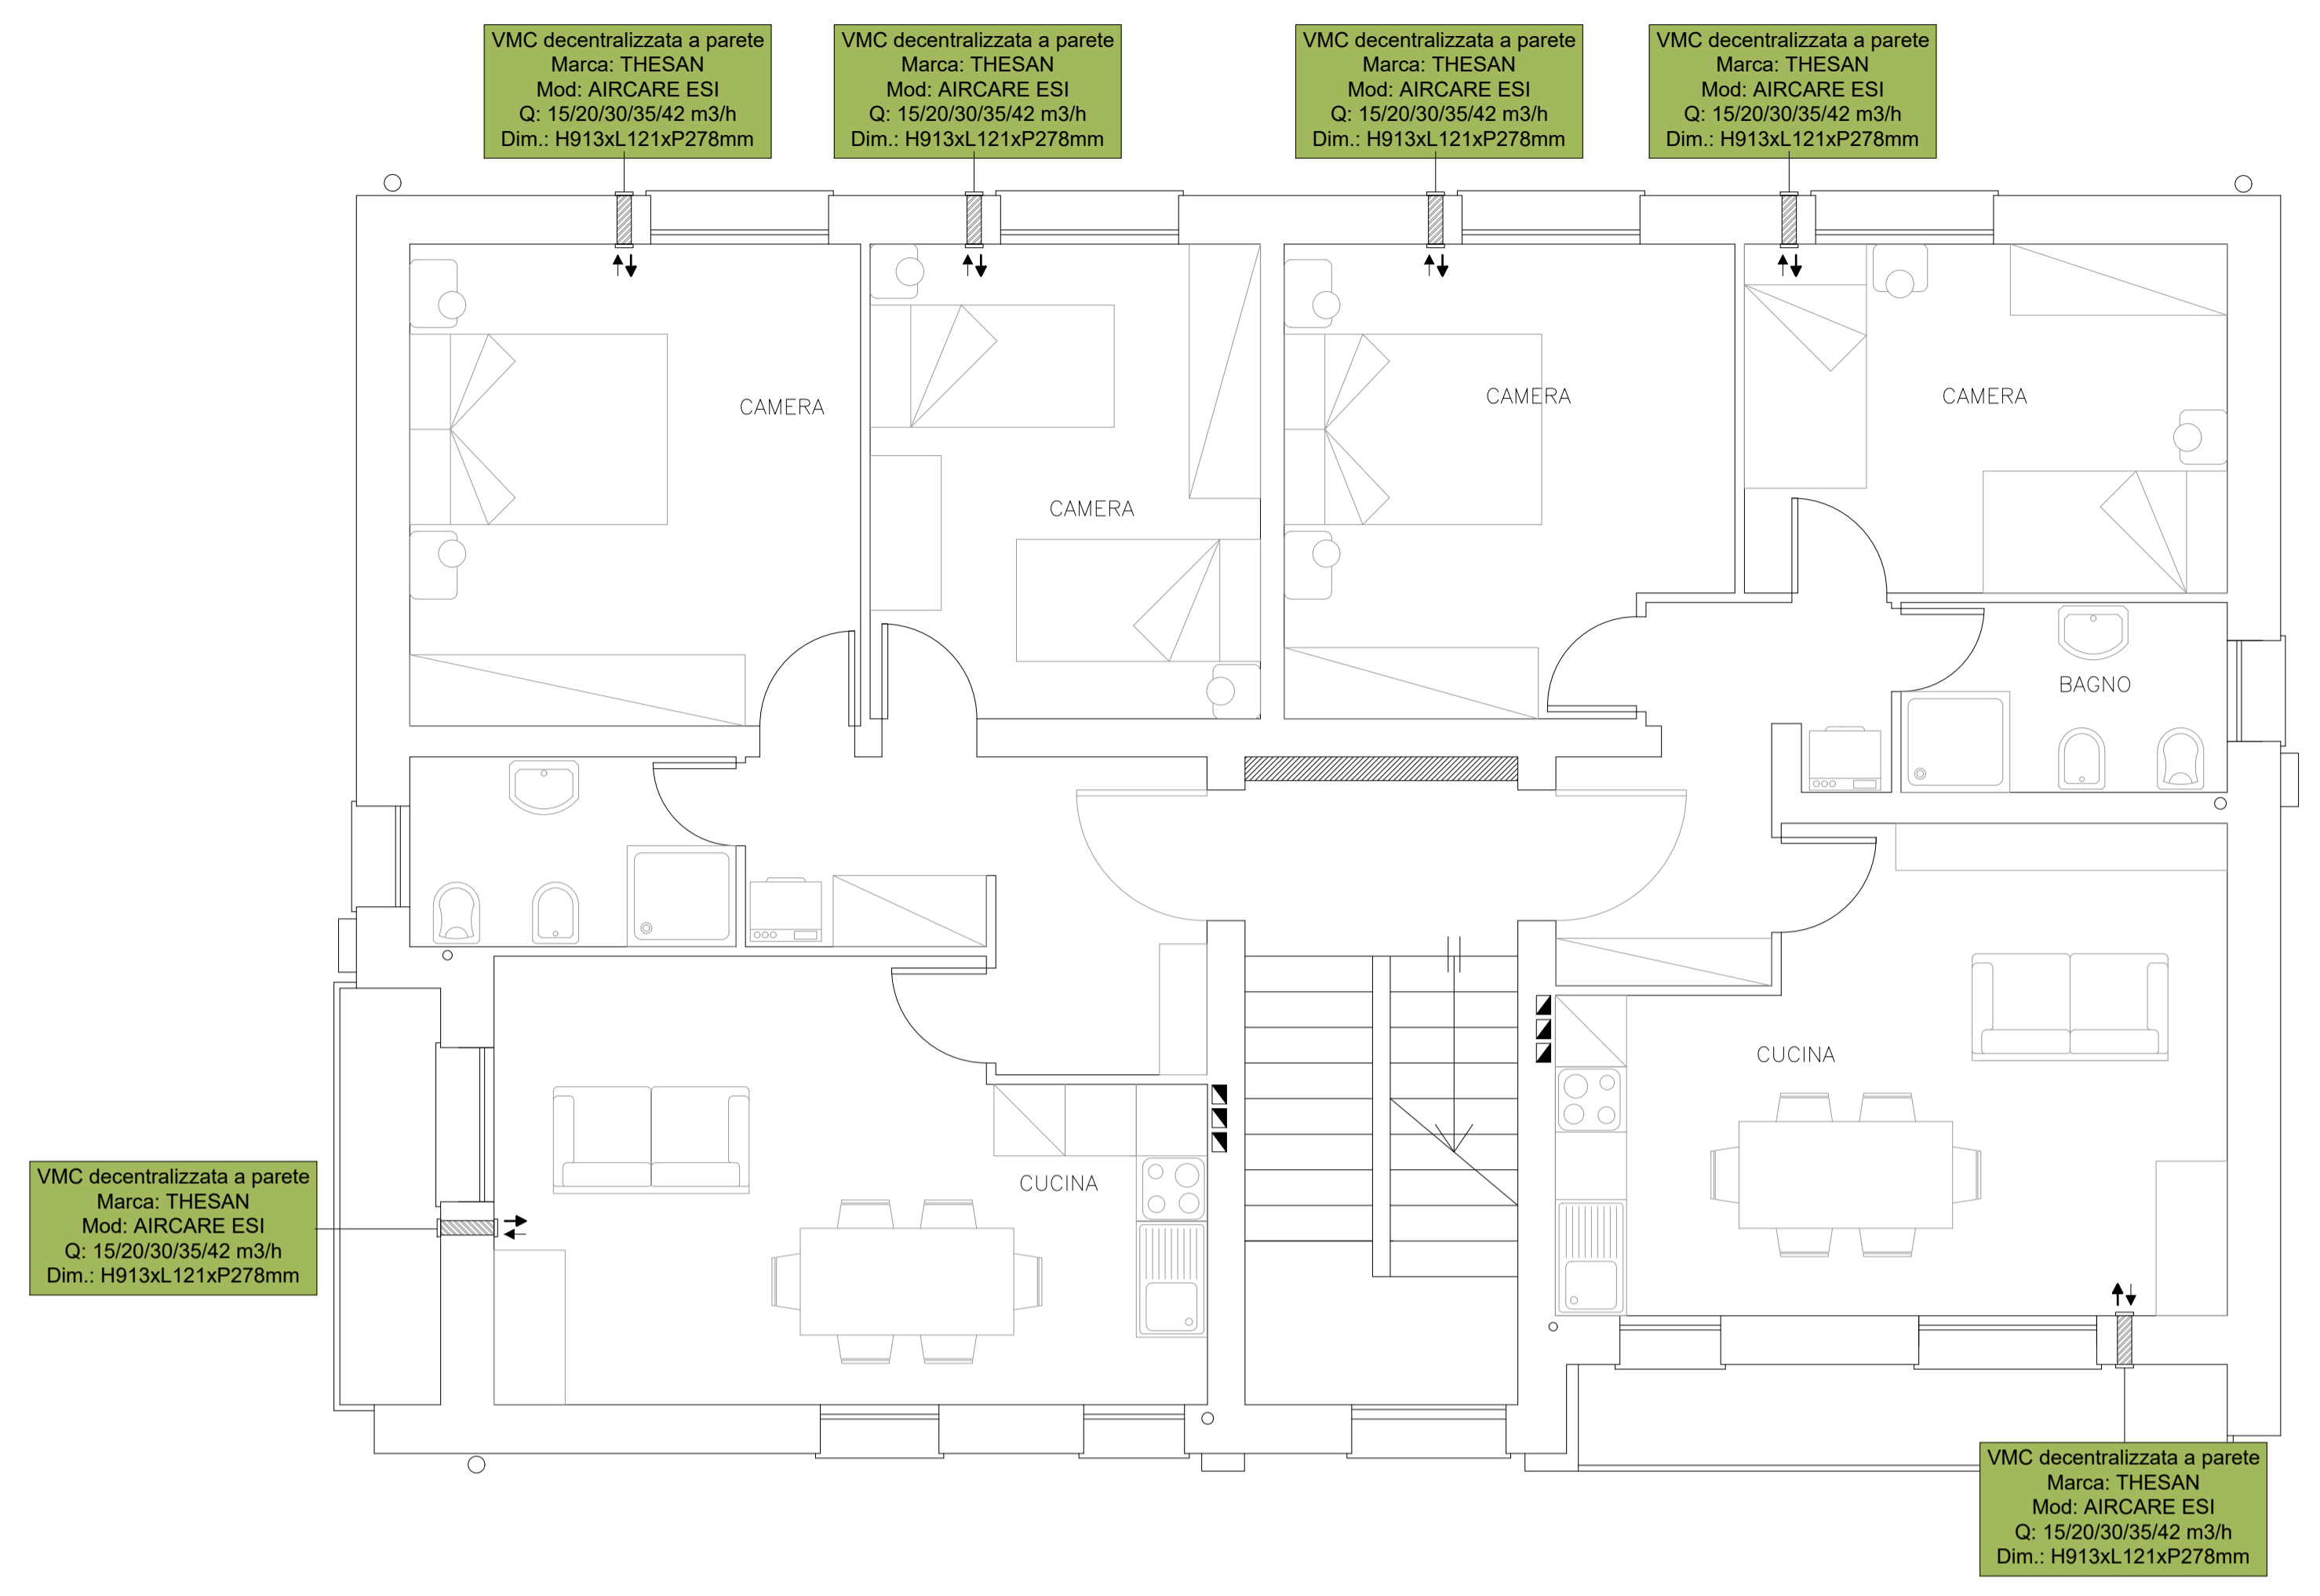 VMC decentralizzata a parete
Marca: THESAN
Mod: AIRCARE ESI
Q: 15/20/30/35/42 m3/h
Dim.: H913xL121xP278mm
VMC decentralizzata a parete
Marca: THESAN
Mod: AIRCARE ESI
Q: 15/20/30/35/42 m3/h
Dim.: H913xL121xP278mm
VMC decentralizzata a parete
Marca: THESAN
Mod: AIRCARE ESI
Q: 15/20/30/35/42 m3/h
Dim.: H913xL121xP278mm
VMC decentralizzata a parete
Marca: THESAN
Mod: AIRCARE ESI
Q: 15/20/30/35/42 m3/h
Dim.: H913xL121xP278mm
CAMERA
CAMERA
CAMERA
CAMERA
BAGNO
CUCINA
CUCINA
VMC decentralizzata a parete
Marca: THESAN
Mod: AIRCARE ESI
Q: 15/20/30/35/42 m3/h
Dim.: H913xL121xP278mm
VMC decentralizzata a parete
Marca: THESAN
Mod: AIRCARE ESI
Q: 15/20/30/35/42 m3/h
Dim.: H913xL121xP278mm